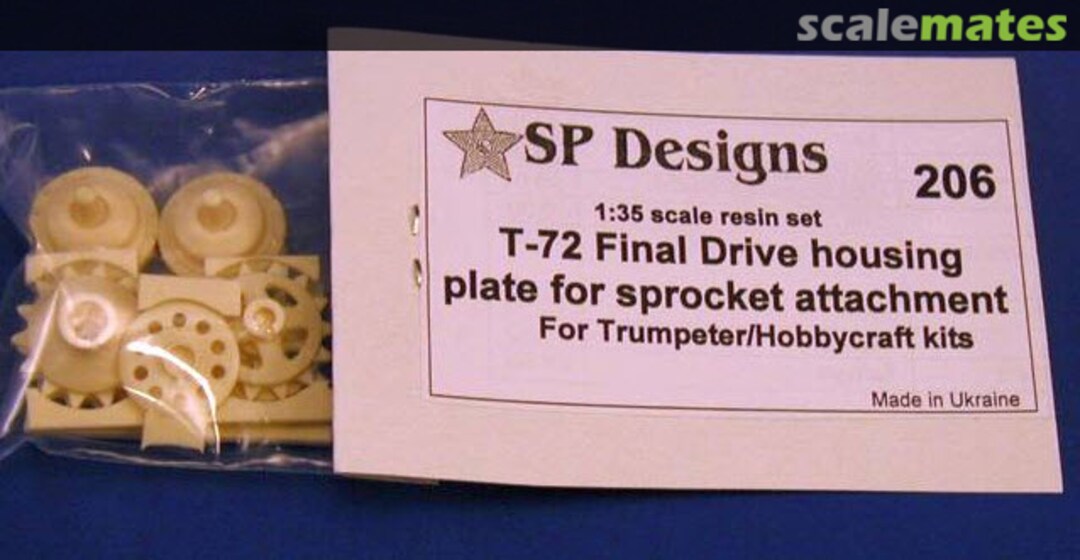 scalemates
SP Designs
206
1:35 scale resin set
T-72 Final Drive housing
plate for sprocket attachment
For Trumpeter/Hobbycraft kits
Made in Ukraine